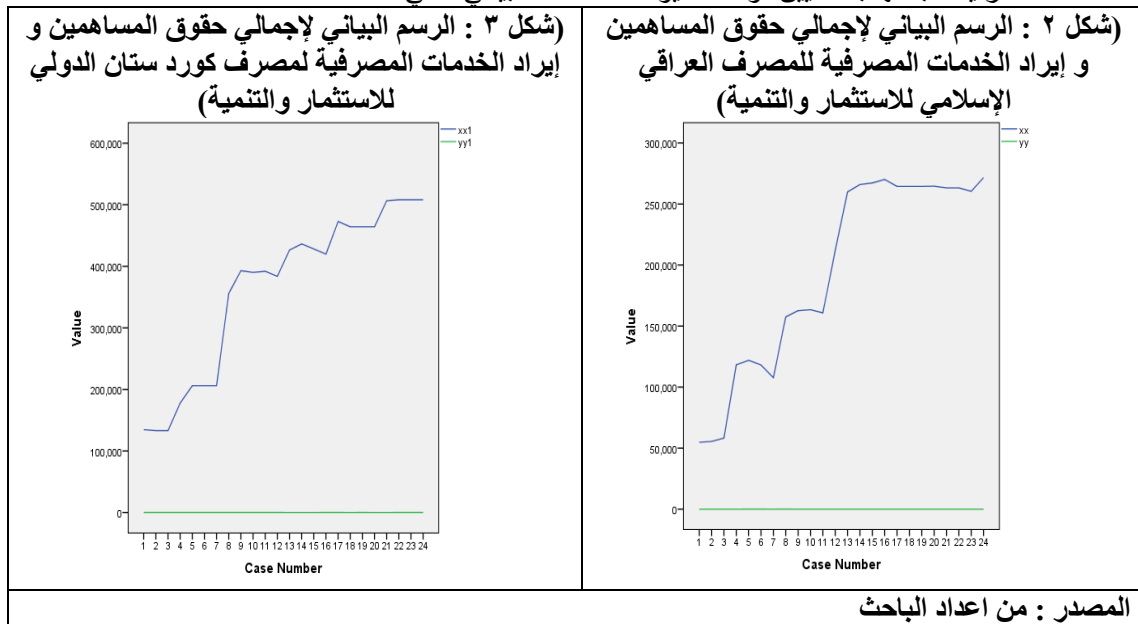 (شكل ٢ : الرسم البياني لإجمالي حقوق المساهمين
و إيراد الخدمات المصرفية للمصرف العراقي
الإسلامي للاستثمار والتنمية)
300,000
250,000
200,000
150,000
100,000
50,000
0
Value
1 2 3 4 5 6 7 8 9 10 11 12 13 14 15 16 17 18 19 20 21 22 23 24
Case Number
xx
yy
(شكل ٣ : الرسم البياني لإجمالي حقوق المساهمين و
إيراد الخدمات المصرفية لمصرف كورد ستان الدولي
للاستثمار والتنمية)
600,000
500,000
400,000
300,000
200,000
100,000
0
Value
1 2 3 4 5 6 7 8 9 10 11 12 13 14 15 16 17 18 19 20 21 22 23 24
Case Number
xx1
yy1
المصدر : من اعداد الباحث